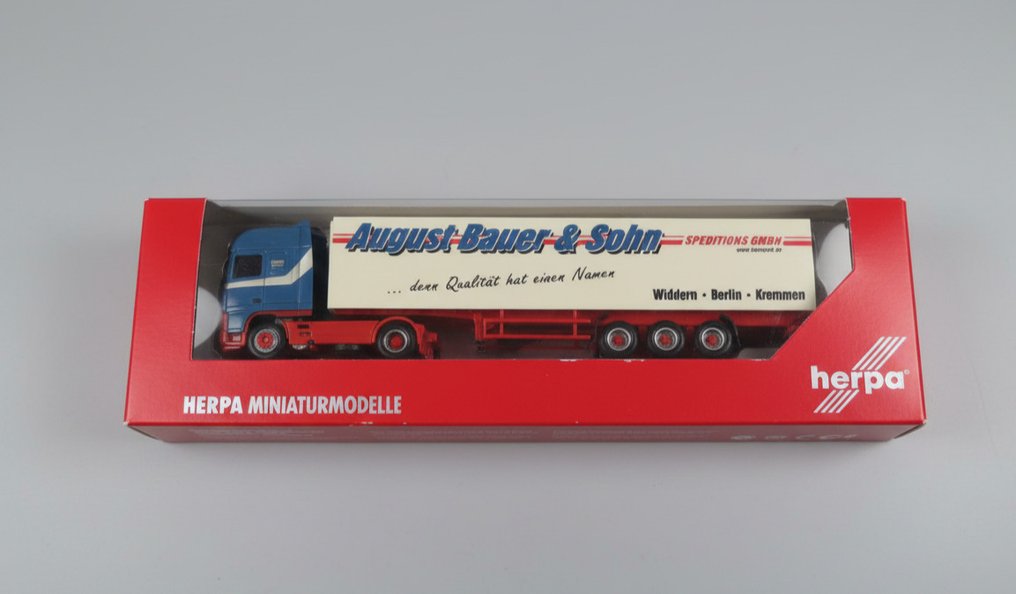 August Bauer & Sohn
SPEDITIONS GMBH
... denn Qualität hat einen Namen
Widdern · Berlin · Kremmen
HERPA MINIATURMODELLE
herpa®